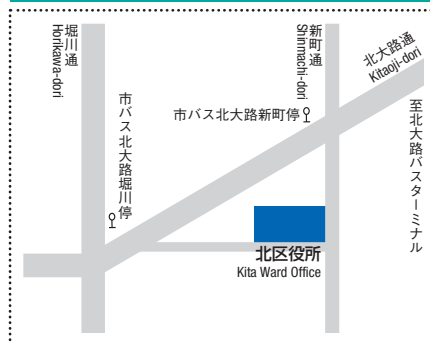 堀川通
Horikawa-dori
新町通
Shinmachi-dori
北大路通
Kitaoji-dori
市バス北大路新町停
市バス北大路堀川停
至北大路バスターミナル
北区役所
Kita Ward Office